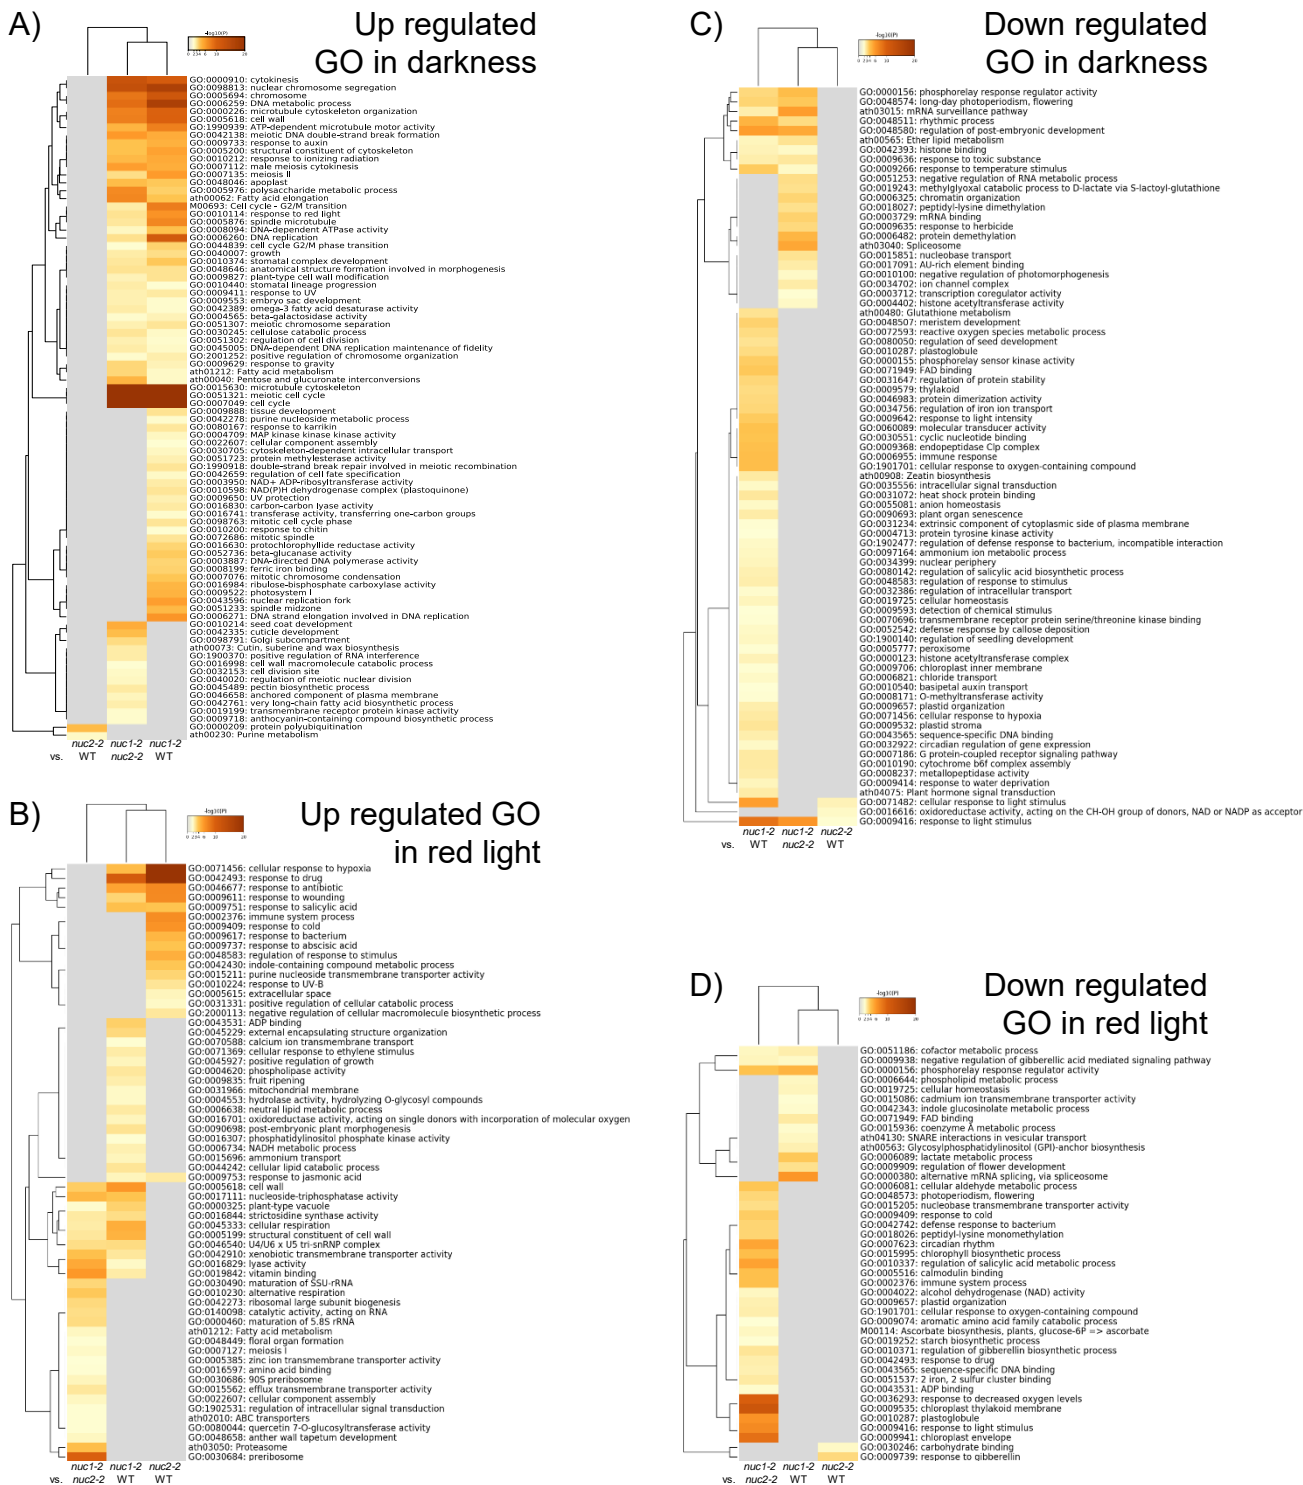 A)
Up regulated
GO in darkness
-log10(P)
0 2 3 4 6 10 20
GO:0000910: cytokinesis
GO:0098813: nuclear chromosome segregation
GO:0005694: chromosome
GO:0006259: DNA metabolic process
GO:0000226: microtubule cytoskeleton organization
GO:0005618: cell wall
GO:1990939: ATP-dependent microtubule motor activity
GO:0042138: meiotic DNA double-strand break formation
GO:0009733: response to auxin
GO:0005200: structural constituent of cytoskeleton
GO:0010212: response to ionizing radiation
GO:0007112: male meiosis cytokinesis
GO:0007135: meiosis II
GO:0048046: apoplast
GO:0005976: polysaccharide metabolic process
ath00062: Fatty acid elongation
M00693: Cell cycle - G2/M transition
GO:0010114: response to red light
GO:0005876: spindle microtubule
GO:0008094: DNA-dependent ATPase activity
GO:0006260: DNA replication
GO:0044839: cell cycle G2/M phase transition
GO:0040007: growth
GO:0010374: stomatal complex development
GO:0048646: anatomical structure formation involved in morphogenesis
GO:0009827: plant-type cell wall modification
GO:0010440: stomatal lineage progression
GO:0009411: response to UV
GO:0009553: embryo sac development
GO:0042389: omega-3 fatty acid desaturase activity
GO:0004565: beta-galactosidase activity
GO:0051307: meiotic chromosome separation
GO:0030245: cellulose catabolic process
GO:0051302: regulation of cell division
GO:0045005: DNA-dependent DNA replication maintenance of fidelity
GO:2001252: positive regulation of chromosome organization
GO:0009629: response to gravity
ath01212: Fatty acid metabolism
ath00040: Pentose and glucuronate interconversions
GO:0015630: microtubule cytoskeleton
GO:0051321: meiotic cell cycle
GO:0007049: cell cycle
GO:0009888: tissue development
GO:0042278: purine nucleoside metabolic process
GO:0080167: response to karrikin
GO:0004709: MAP kinase kinase kinase activity
GO:0022607: cellular component assembly
GO:0030705: cytoskeleton-dependent intracellular transport
GO:0051723: protein methylesterase activity
GO:1990918: double-strand break repair involved in meiotic recombination
GO:0042659: regulation of cell fate specification
GO:0003950: NAD+ ADP-ribosyltransferase activity
GO:0010598: NAD(P)H dehydrogenase complex (plastoquinone)
GO:0009650: UV protection
GO:0016830: carbon-carbon lyase activity
GO:0016741: transferase activity, transferring one-carbon groups
GO:0098763: mitotic cell cycle phase
GO:0010200: response to chitin
GO:0072686: mitotic spindle
GO:0016630: protochlorophyllide reductase activity
GO:0052736: beta-glucanase activity
GO:0003887: DNA-directed DNA polymerase activity
GO:0008199: ferric iron binding
GO:0007076: mitotic chromosome condensation
GO:0016984: ribulose-bisphosphate carboxylase activity
GO:0009522: photosystem I
GO:0043596: nuclear replication fork
GO:0051233: spindle midzone
GO:0006271: DNA strand elongation involved in DNA replication
GO:0010214: seed coat development
GO:0042335: cuticle development
GO:0098791: Golgi subcompartment
ath00073: Cutin, suberine and wax biosynthesis
GO:1900370: positive regulation of RNA interference
GO:0016998: cell wall macromolecule catabolic process
GO:0032153: cell division site
GO:0040020: regulation of meiotic nuclear division
GO:0045489: pectin biosynthetic process
GO:0046658: anchored component of plasma membrane
GO:0042761: very long-chain fatty acid biosynthetic process
GO:0019199: transmembrane receptor protein kinase activity
GO:0009718: anthocyanin-containing compound biosynthetic process
GO:0000209: protein polyubiquitination
ath00230: Purine metabolism
nuc2-2 nuc1-2 nuc1-2
vs. WT nuc2-2 WT
B)
Up regulated GO
in red light
-log10(P)
0 2 3 4 6 10 20
GO:0071456: cellular response to hypoxia
GO:0042493: response to drug
GO:0046677: response to antibiotic
GO:0009611: response to wounding
GO:0009751: response to salicylic acid
GO:0002376: immune system process
GO:0009409: response to cold
GO:0009617: response to bacterium
GO:0009737: response to abscisic acid
GO:0048583: regulation of response to stimulus
GO:0042430: indole-containing compound metabolic process
GO:0015211: purine nucleoside transmembrane transporter activity
GO:0010224: response to UV-B
GO:0005615: extracellular space
GO:0031331: positive regulation of cellular catabolic process
GO:2000113: negative regulation of cellular macromolecule biosynthetic process
GO:0043531: ADP binding
GO:0045229: external encapsulating structure organization
GO:0070588: calcium ion transmembrane transport
GO:0071369: cellular response to ethylene stimulus
GO:0045927: positive regulation of growth
GO:0004620: phospholipase activity
GO:0009835: fruit ripening
GO:0031966: mitochondrial membrane
GO:0004553: hydrolase activity, hydrolyzing O-glycosyl compounds
GO:0006638: neutral lipid metabolic process
GO:0016701: oxidoreductase activity, acting on single donors with incorporation of molecular oxygen
GO:0090698: post-embryonic plant morphogenesis
GO:0016307: phosphatidylinositol phosphate kinase activity
GO:0006734: NADH metabolic process
GO:0015696: ammonium transport
GO:0044242: cellular lipid catabolic process
GO:0009753: response to jasmonic acid
GO:0005618: cell wall
GO:0017111: nucleoside-triphosphatase activity
GO:0000325: plant-type vacuole
GO:0016844: strictosidine synthase activity
GO:0045333: cellular respiration
GO:0005199: structural constituent of cell wall
GO:0046540: U4/U6 x U5 tri-snRNP complex
GO:0042910: xenobiotic transmembrane transporter activity
GO:0016829: lyase activity
GO:0019842: vitamin binding
GO:0030490: maturation of SSU-rRNA
GO:0010230: alternative respiration
GO:0042273: ribosomal large subunit biogenesis
GO:0140098: catalytic activity, acting on RNA
GO:0000460: maturation of 5.8S rRNA
ath01212: Fatty acid metabolism
GO:0048449: floral organ formation
GO:0007127: meiosis I
GO:0005385: zinc ion transmembrane transporter activity
GO:0016597: amino acid binding
GO:0030686: 90S preribosome
GO:0015562: efflux transmembrane transporter activity
GO:0022607: cellular component assembly
GO:1902531: regulation of intracellular signal transduction
ath02010: ABC transporters
GO:0080044: quercetin 7-O-glucosyltransferase activity
GO:0048658: anther wall tapetum development
ath03050: Proteasome
GO:0030684: preribosome
nuc1-2 nuc1-2 nuc2-2
vs. nuc2-2 WT WT
C)
Down regulated
GO in darkness
-log10(P)
0 2 3 4 6 10 20
GO:0000156: phosphorelay response regulator activity
GO:0048574: long-day photoperiodism, flowering
ath03015: mRNA surveillance pathway
GO:0048511: rhythmic process
GO:0048580: regulation of post-embryonic development
ath00565: Ether lipid metabolism
GO:0042393: histone binding
GO:0009636: response to toxic substance
GO:0009266: response to temperature stimulus
GO:0051253: negative regulation of RNA metabolic process
GO:0019243: methylglyoxal catabolic process to D-lactate via S-lactoyl-glutathione
GO:0006325: chromatin organization
GO:0018027: peptidyl-lysine dimethylation
GO:0003729: mRNA binding
GO:0009635: response to herbicide
GO:0006482: protein demethylation
ath03040: Spliceosome
GO:0015851: nucleobase transport
GO:0017091: AU-rich element binding
GO:0010100: negative regulation of photomorphogenesis
GO:0034702: ion channel complex
GO:0003712: transcription coregulator activity
GO:0004402: histone acetyltransferase activity
ath00480: Glutathione metabolism
GO:0048507: meristem development
GO:0072593: reactive oxygen species metabolic process
GO:0080050: regulation of seed development
GO:0010287: plastoglobule
GO:0000155: phosphorelay sensor kinase activity
GO:0071949: FAD binding
GO:0031647: regulation of protein stability
GO:0009579: thylakoid
GO:0046983: protein dimerization activity
GO:0034756: regulation of iron ion transport
GO:0009642: response to light intensity
GO:0060089: molecular transducer activity
GO:0030551: cyclic nucleotide binding
GO:0009368: endopeptidase Clp complex
GO:0006955: immune response
GO:1901701: cellular response to oxygen-containing compound
ath00908: Zeatin biosynthesis
GO:0035556: intracellular signal transduction
GO:0031072: heat shock protein binding
GO:0055081: anion homeostasis
GO:0090693: plant organ senescence
GO:0031234: extrinsic component of cytoplasmic side of plasma membrane
GO:0004713: protein tyrosine kinase activity
GO:1902477: regulation of defense response to bacterium, incompatible interaction
GO:0097164: ammonium ion metabolic process
GO:0034399: nuclear periphery
GO:0080142: regulation of salicylic acid biosynthetic process
GO:0048583: regulation of response to stimulus
GO:0032386: regulation of intracellular transport
GO:0019725: cellular homeostasis
GO:0009593: detection of chemical stimulus
GO:0070696: transmembrane receptor protein serine/threonine kinase binding
GO:0052542: defense response by callose deposition
GO:1900140: regulation of seedling development
GO:0005777: peroxisome
GO:0000123: histone acetyltransferase complex
GO:0009706: chloroplast inner membrane
GO:0006821: chloride transport
GO:0010540: basipetal auxin transport
GO:0008171: O-methyltransferase activity
GO:0009657: plastid organization
GO:0071456: cellular response to hypoxia
GO:0009532: plastid stroma
GO:0043565: sequence-specific DNA binding
GO:0032922: circadian regulation of gene expression
GO:0007186: G protein-coupled receptor signaling pathway
GO:0010190: cytochrome b6f complex assembly
GO:0008237: metallopeptidase activity
GO:0009414: response to water deprivation
ath04075: Plant hormone signal transduction
GO:0071482: cellular response to light stimulus
GO:0016616: oxidoreductase activity, acting on the CH-OH group of donors, NAD or NADP as acceptor
GO:0009416: response to light stimulus
nuc1-2 nuc1-2 nuc2-2
vs. WT nuc2-2 WT
D)
Down regulated
GO in red light
-log10(P)
0 2 3 4 6 10 20
GO:0051186: cofactor metabolic process
GO:0009938: negative regulation of gibberellic acid mediated signaling pathway
GO:0000156: phosphorelay response regulator activity
GO:0006644: phospholipid metabolic process
GO:0019725: cellular homeostasis
GO:0015086: cadmium ion transmembrane transporter activity
GO:0042343: indole glucosinolate metabolic process
GO:0071949: FAD binding
GO:0015936: coenzyme A metabolic process
ath04130: SNARE interactions in vesicular transport
ath00563: Glycosylphosphatidylinositol (GPI)-anchor biosynthesis
GO:0006089: lactate metabolic process
GO:0009909: regulation of flower development
GO:0000380: alternative mRNA splicing, via spliceosome
GO:0006081: cellular aldehyde metabolic process
GO:0048573: photoperiodism, flowering
GO:0015205: nucleobase transmembrane transporter activity
GO:0009409: response to cold
GO:0042742: defense response to bacterium
GO:0018026: peptidyl-lysine monomethylation
GO:0007623: circadian rhythm
GO:0015995: chlorophyll biosynthetic process
GO:0010337: regulation of salicylic acid metabolic process
GO:0005516: calmodulin binding
GO:0002376: immune system process
GO:0004022: alcohol dehydrogenase (NAD) activity
GO:0009657: plastid organization
GO:1901701: cellular response to oxygen-containing compound
GO:0009074: aromatic amino acid family catabolic process
M00114: Ascorbate biosynthesis, plants, glucose-6P => ascorbate
GO:0019252: starch biosynthetic process
GO:0010371: regulation of gibberellin biosynthetic process
GO:0042493: response to drug
GO:0043565: sequence-specific DNA binding
GO:0051537: 2 iron, 2 sulfur cluster binding
GO:0043531: ADP binding
GO:0036293: response to decreased oxygen levels
GO:0009535: chloroplast thylakoid membrane
GO:0010287: plastoglobule
GO:0009416: response to light stimulus
GO:0009941: chloroplast envelope
GO:0030246: carbohydrate binding
GO:0009739: response to gibberellin
nuc1-2 nuc1-2 nuc2-2
vs. nuc2-2 WT WT